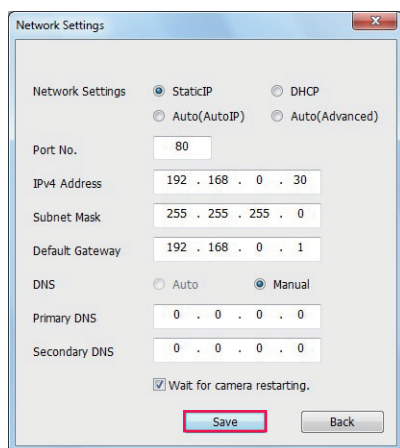 Network Settings
Network Settings StaticIP DHCP
Auto(AutoIP) Auto(Advanced)
Port No. 80
IPv4 Address 192 . 168 . 0 . 30
Subnet Mask 255 . 255 . 255 . 0
Default Gateway 192 . 168 . 0 . 1
DNS Auto Manual
Primary DNS 0 . 0 . 0 . 0
Secondary DNS 0 . 0 . 0 . 0
Wait for camera restarting.
Save Back